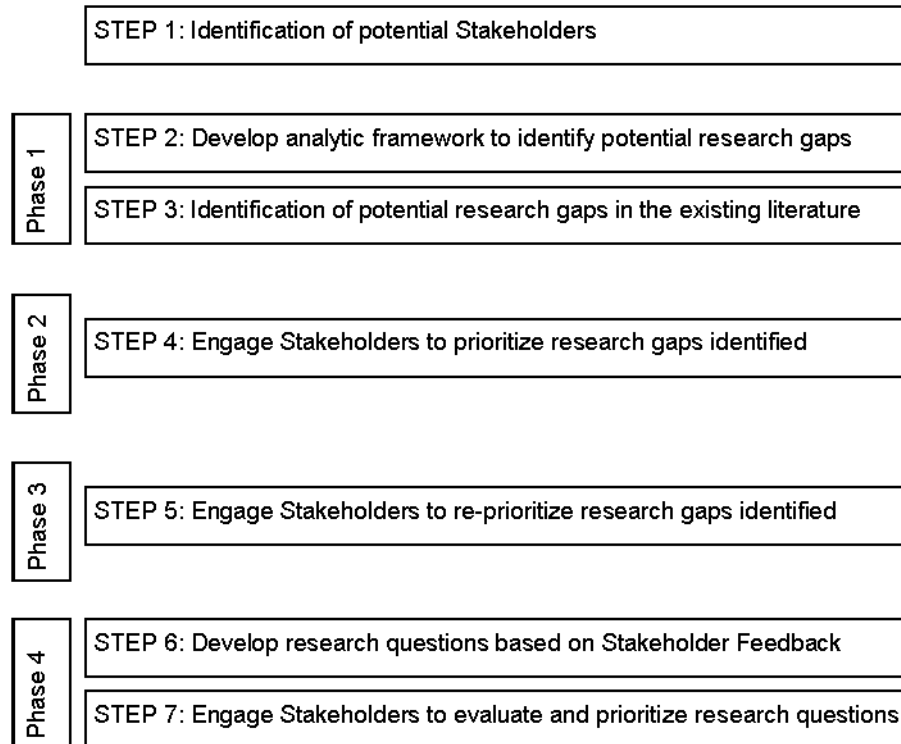 STEP 1: Identification of potential Stakeholders
Phase 1
STEP 2: Develop analytic framework to identify potential research gaps
STEP 3: Identification of potential research gaps in the existing literature
Phase 2
STEP 4: Engage Stakeholders to prioritize research gaps identified
Phase 3
STEP 5: Engage Stakeholders to re-prioritize research gaps identified
Phase 4
STEP 6: Develop research questions based on Stakeholder Feedback
STEP 7: Engage Stakeholders to evaluate and prioritize research questions